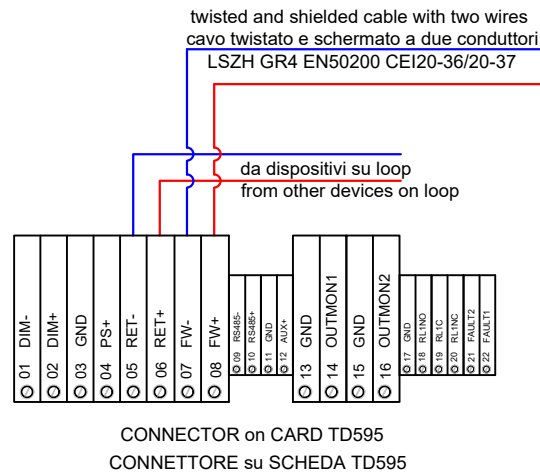 twisted and shielded cable with two wires
cavo twistato e schermato a due conduttori
LSZH GR4 EN50200 CEI20-36/20-37
da dispositivi su loop
from other devices on loop
01 DIM-
02 DIM+
03 GND
04 PS+
05 RET-
06 RET+
07 FW-
08 FW+
09 RS485-
10 RS485+
11 GND
12 AUX+
13 GND
14 OUTMON1
15 GND
16 OUTMON2
17 GND
18 RL1NO
19 RL1C
20 RL1NC
21 FAULT2
22 FAULT1
CONNECTOR on CARD TD595
CONNETTORE su SCHEDA TD595